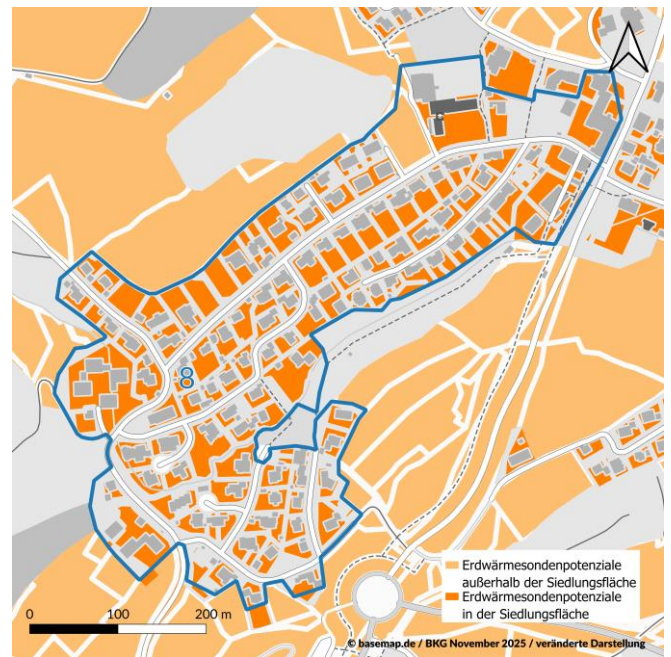 8
Erdwärmesondenpotenziale
außerhalb der Siedlungsfläche
Erdwärmesondenpotenziale
in der Siedlungsfläche
0 100 200 m
© basemap.de / BKG November 2025 / veränderte Darstellung